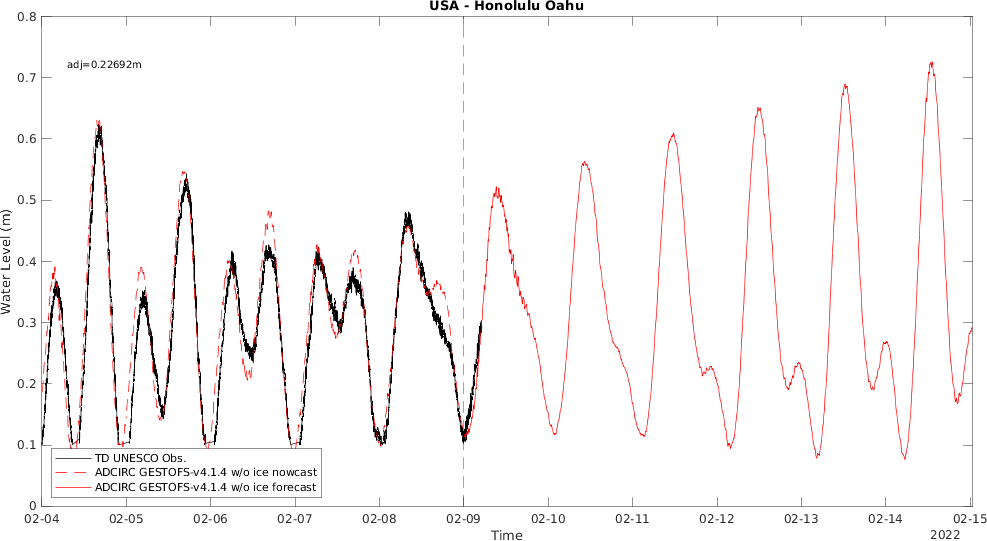 USA - Honolulu Oahu
adj=0.22692m
Water Level (m)
0.8
0.7
0.6
0.5
0.4
0.3
0.2
0.1
0
TD UNESCO Obs.
ADCIRC GESTOFS-v4.1.4 w/o ice nowcast
ADCIRC GESTOFS-v4.1.4 w/o ice forecast
02-04 02-05 02-06 02-07 02-08 02-09 02-10 02-11 02-12 02-13 02-14 02-15
Time
2022